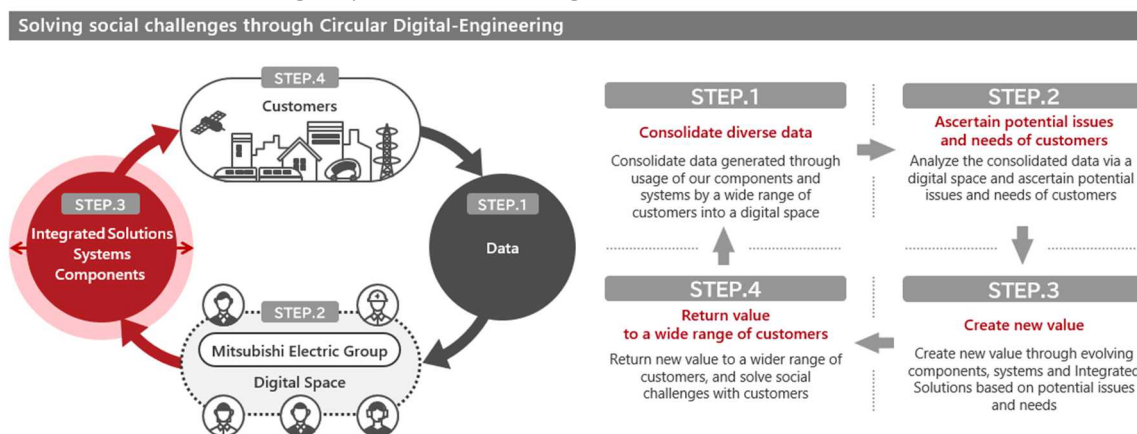 Solving social challenges through Circular Digital-Engineering
STEP.4
Customers
STEP.3
Integrated Solutions
Systems
Components
STEP.1
Data
STEP.2
Mitsubishi Electric Group
Digital Space
STEP.1
Consolidate diverse data
Consolidate data generated through
usage of our components and
systems by a wide range of
customers into a digital space
STEP.2
Ascertain potential issues
and needs of customers
Analyze the consolidated data via a
digital space and ascertain potential
issues and needs of customers
STEP.4
Return value
to a wide range of customers
Return new value to a wider range of
customers, and solve social
challenges with customers
STEP.3
Create new value
Create new value through evolving
components, systems and Integrated
Solutions based on potential issues
and needs